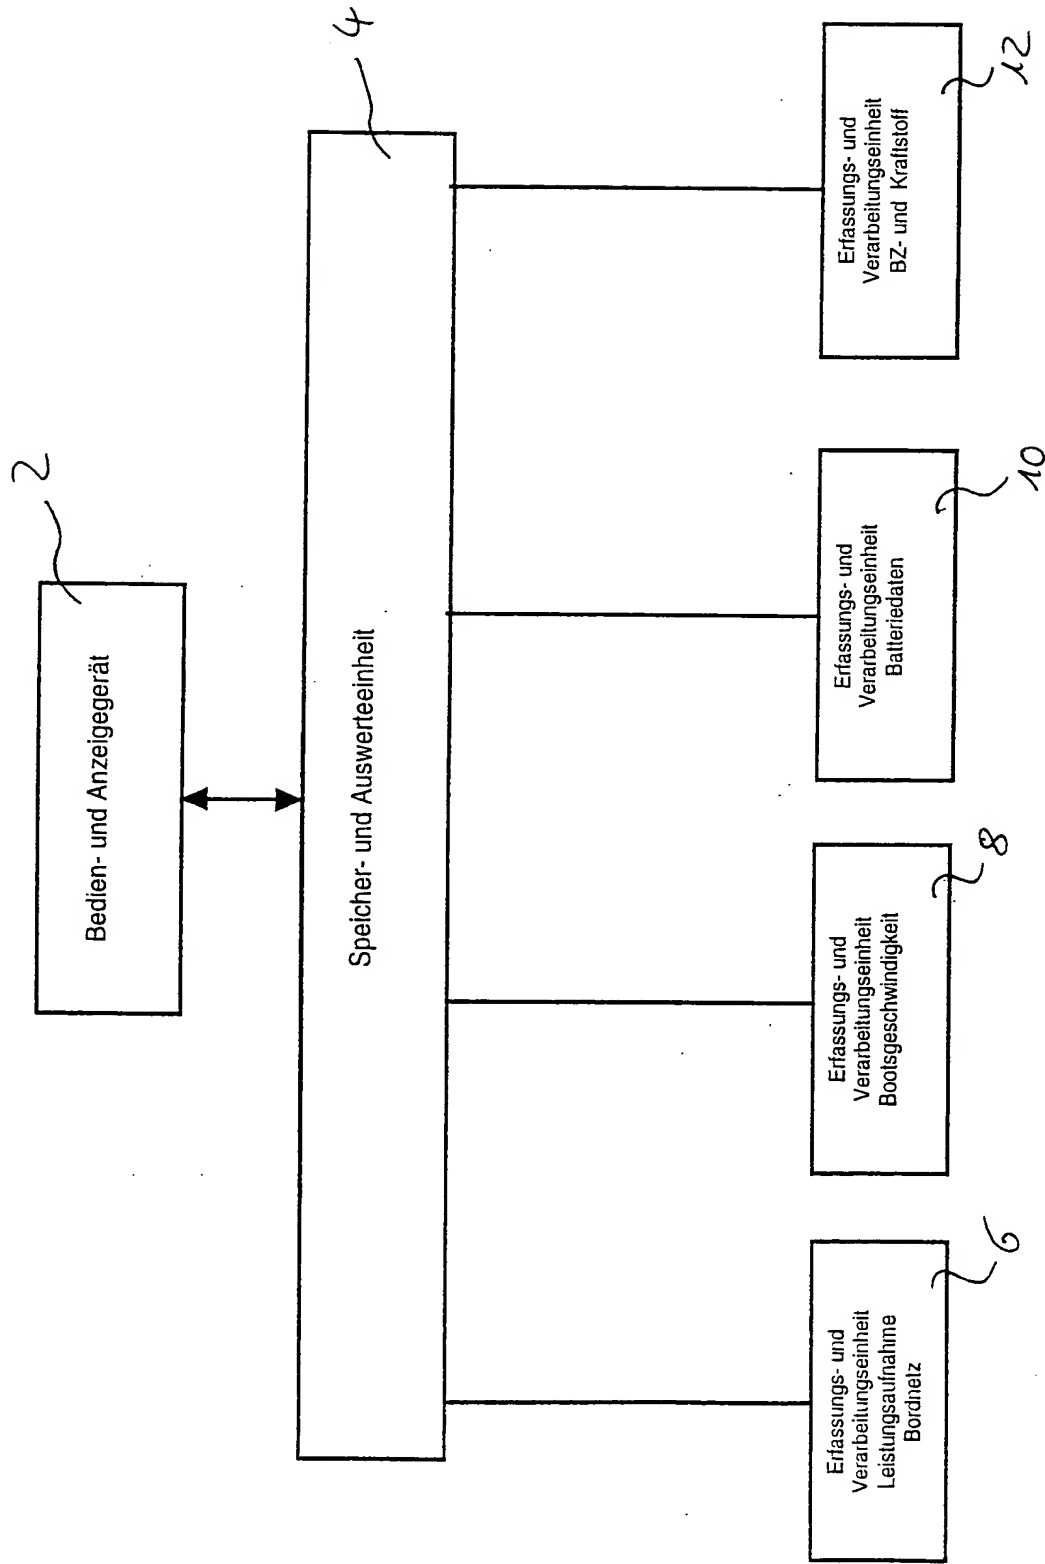 2
Bedien- und Anzeigegerät
4
Speicher- und Auswerteeinheit
Erfassungs- und
Verarbeitungseinheit
Leistungsaufnahme
Bordnetz
6
Erfassungs- und
Verarbeitungseinheit
Bootsgeschwindigkeit
8
Erfassungs- und
Verarbeitungseinheit
Batteriedaten
10
Erfassungs- und
Verarbeitungseinheit
BZ- und Kraftstoff
12